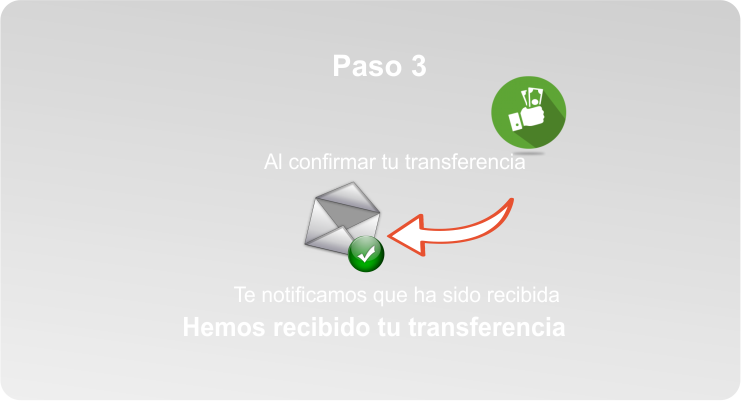 Paso 3
Al confirmar tu transferencia
Te notificamos que ha sido recibida
Hemos recibido tu transferencia